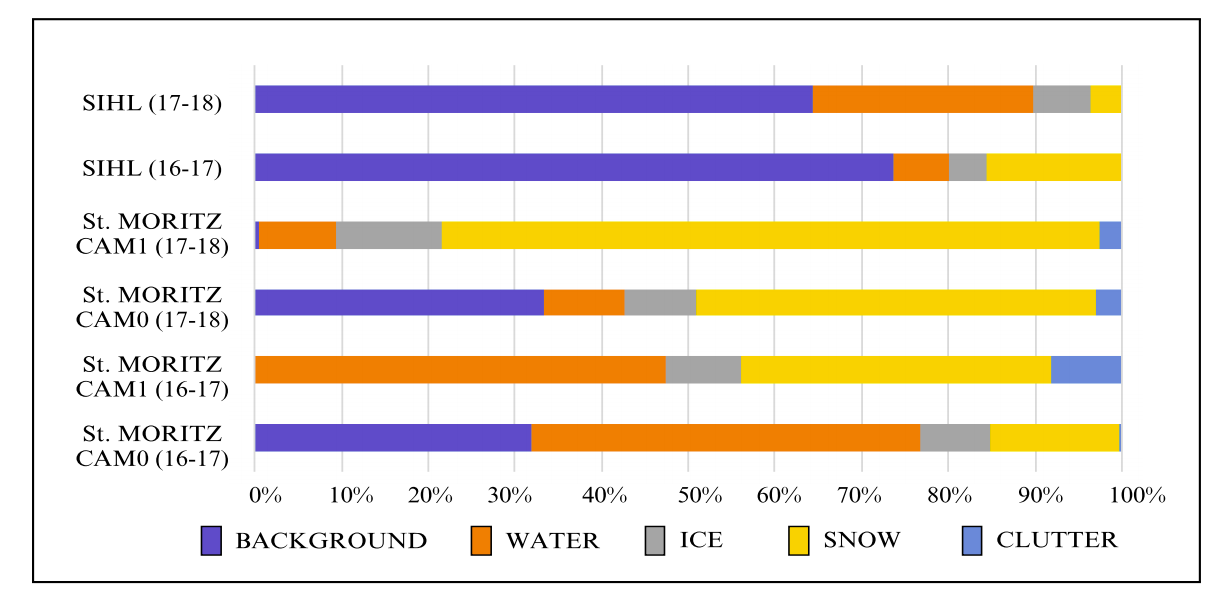 SIHL (17-18)
SIHL (16-17)
St. MORITZ
CAM1 (17-18)
St. MORITZ
CAM0 (17-18)
St. MORITZ
CAM1 (16-17)
St. MORITZ
CAM0 (16-17)
0% 10% 20% 30% 40% 50% 60% 70% 80% 90% 100%
BACKGROUND WATER ICE SNOW CLUTTER